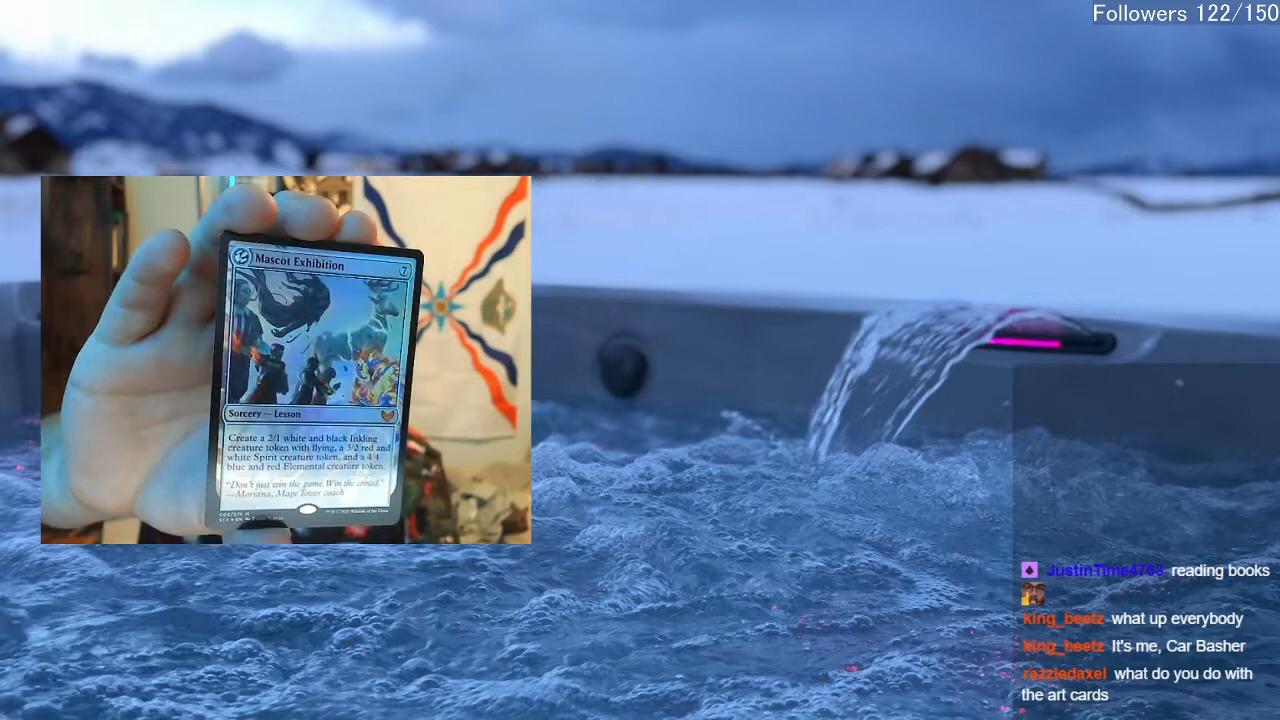 Followers 122/150
Mascot Exhibition
7
Sorcery — Lesson
Create a 2/1 white and black Inkling
creature token with flying, a 3/2 red and
white Spirit creature token, and a 4/4
blue and red Elemental creature token.
"Don't just win the game. Win the crowd."
—Moriana, Mage Tower coach
JustinTime4763 reading books
king_beetz what up everybody
king_beetz It's me, Car Basher
razziedaxel what do you do with
the art cards